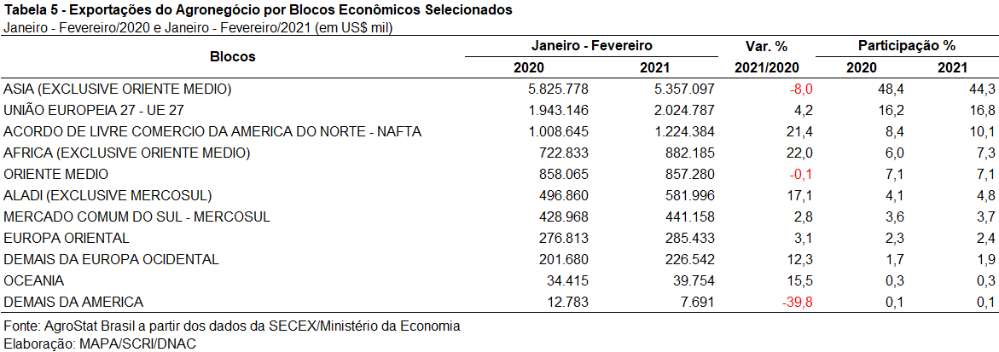 Tabela 5 - Exportações do Agronegócio por Blocos Econômicos Selecionados
Janeiro - Fevereiro/2020 e Janeiro - Fevereiro/2021 (em US$ mil)
Blocos Janeiro - Fevereiro Var. % Participação %
2020 2021 2021/2020 2020 2021
ASIA (EXCLUSIVE ORIENTE MEDIO) 5.825.778 5.357.097 -8,0 48,4 44,3
UNIÃO EUROPEIA 27 - UE 27 1.943.146 2.024.787 4,2 16,2 16,8
ACORDO DE LIVRE COMERCIO DA AMERICA DO NORTE - NAFTA 1.008.645 1.224.384 21,4 8,4 10,1
AFRICA (EXCLUSIVE ORIENTE MEDIO) 722.833 882.185 22,0 6,0 7,3
ORIENTE MEDIO 858.065 857.280 -0,1 7,1 7,1
ALADI (EXCLUSIVE MERCOSUL) 496.860 581.996 17,1 4,1 4,8
MERCADO COMUM DO SUL - MERCOSUL 428.968 441.158 2,8 3,6 3,7
EUROPA ORIENTAL 276.813 285.433 3,1 2,3 2,4
DEMAIS DA EUROPA OCIDENTAL 201.680 226.542 12,3 1,7 1,9
OCEANIA 34.415 39.754 15,5 0,3 0,3
DEMAIS DA AMERICA 12.783 7.691 -39,8 0,1 0,1
Fonte: AgroStat Brasil a partir dos dados da SECEX/Ministério da Economia
Elaboração: MAPA/SCRI/DNAC